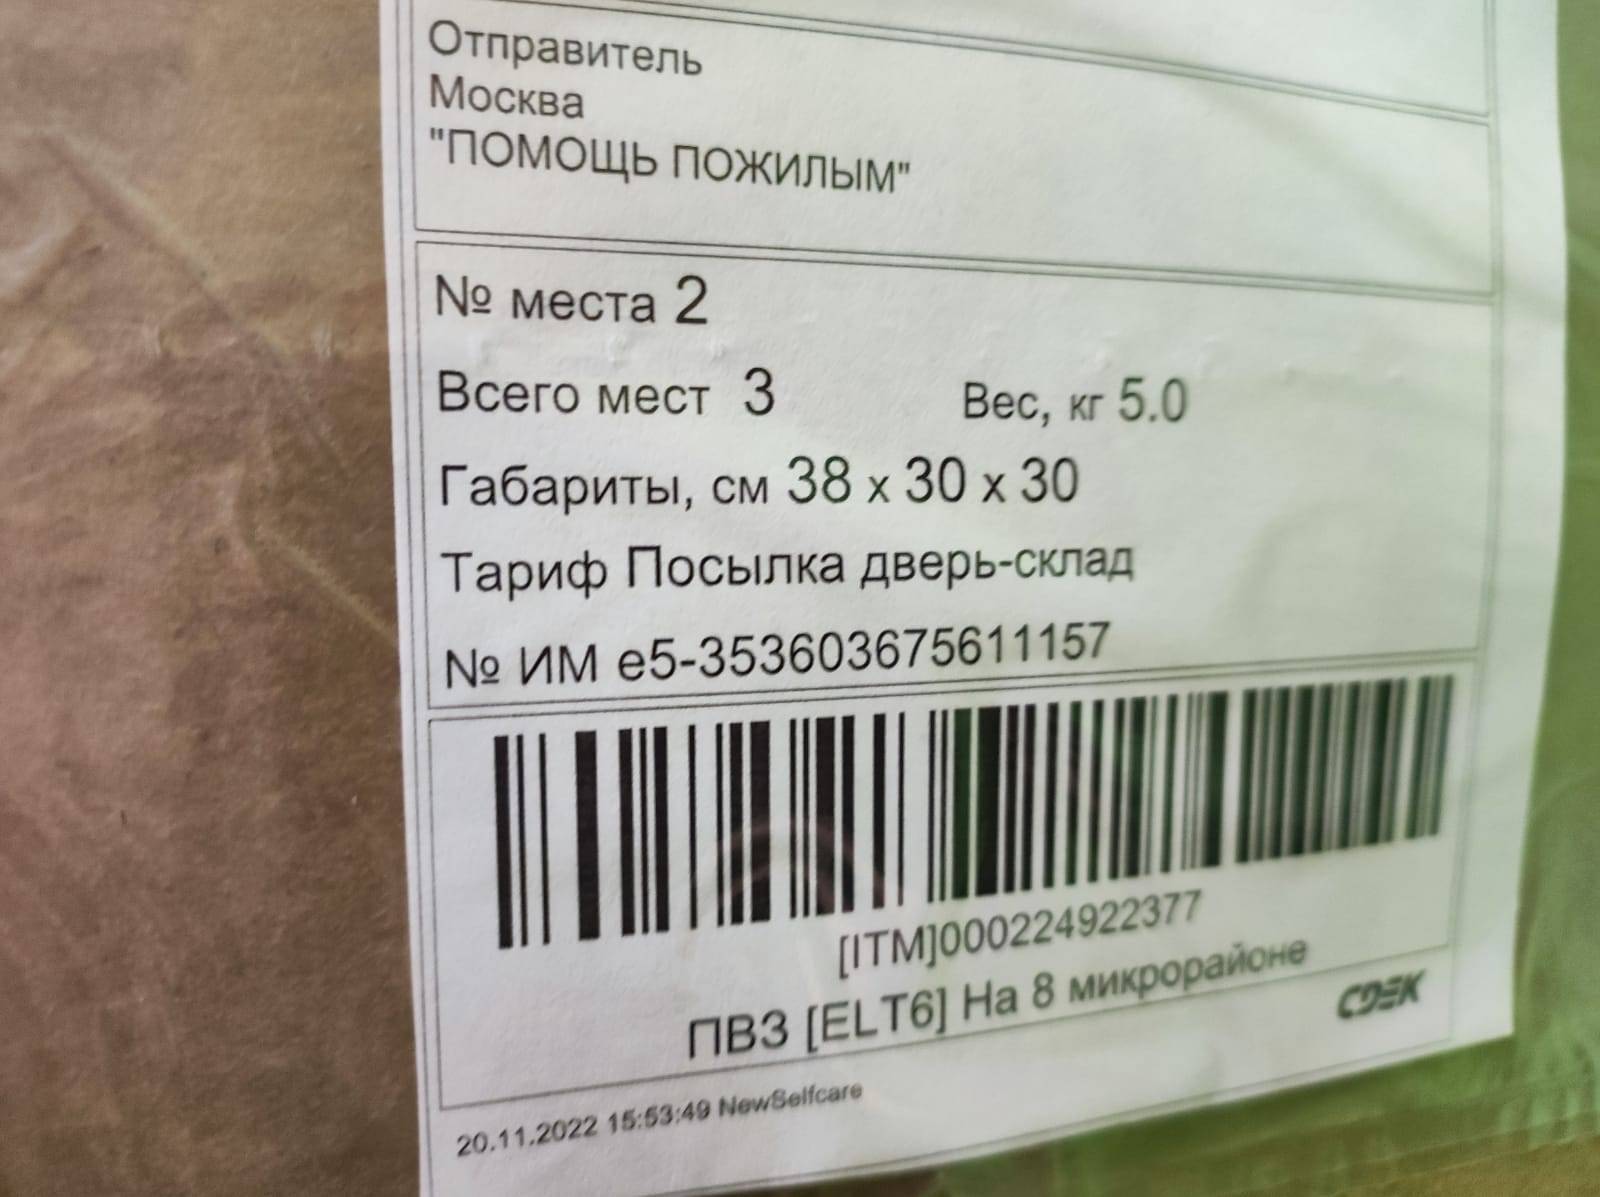 Отправитель
Москва
"ПОМОЩЬ ПОЖИЛЫМ"
№ места 2
Всего мест 3 Вес, кг 5.0
Габариты, см 38 x 30 x 30
Тариф Посылка дверь-склад
№ ИМ e5-353603675611157
[ITM]000224922377
ПВЗ [ELT6] На 8 микрорайоне
CDEK
20.11.2022 15:53:49 NewSelfcare